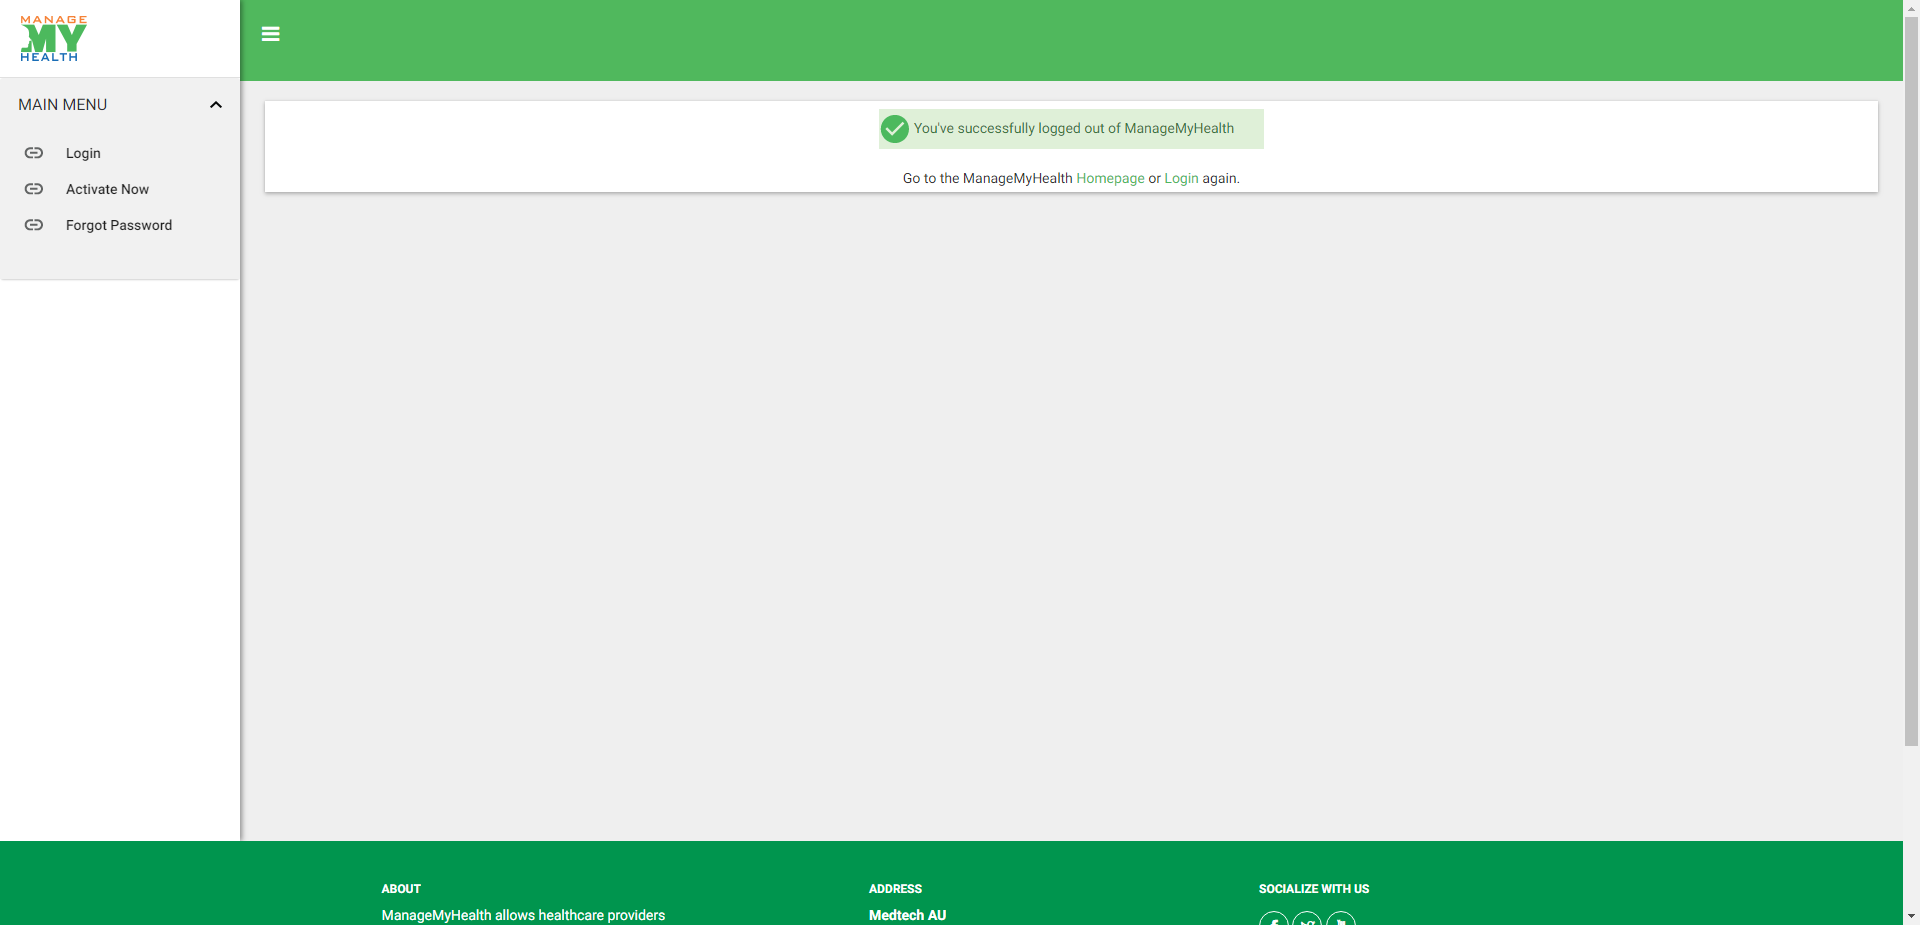 MANAGE
MY
HEALTH
MAIN MENU
Login
Activate Now
Forgot Password
You've successfully logged out of ManageMyHealth
Go to the ManageMyHealth Homepage or Login again.
ABOUT
ManageMyHealth allows healthcare providers
ADDRESS
Medtech AU
SOCIALIZE WITH US